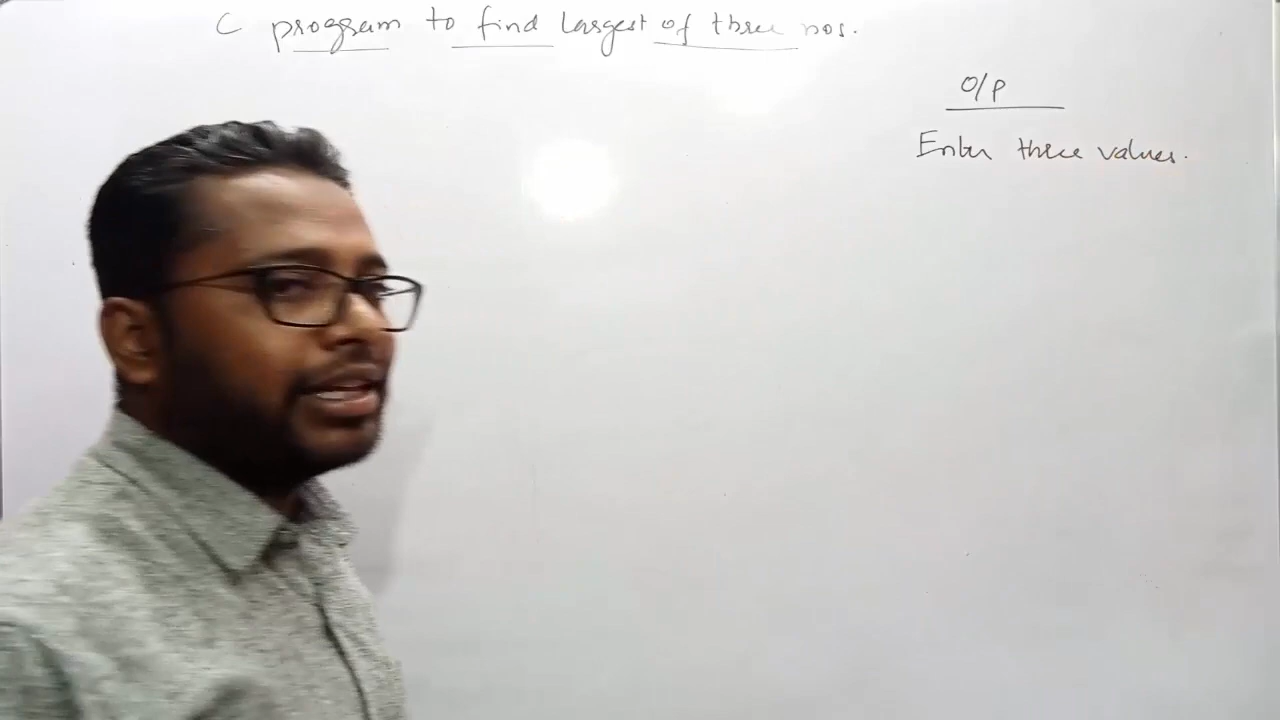 C program to find largest of three nos.
O/P
Enter three values.